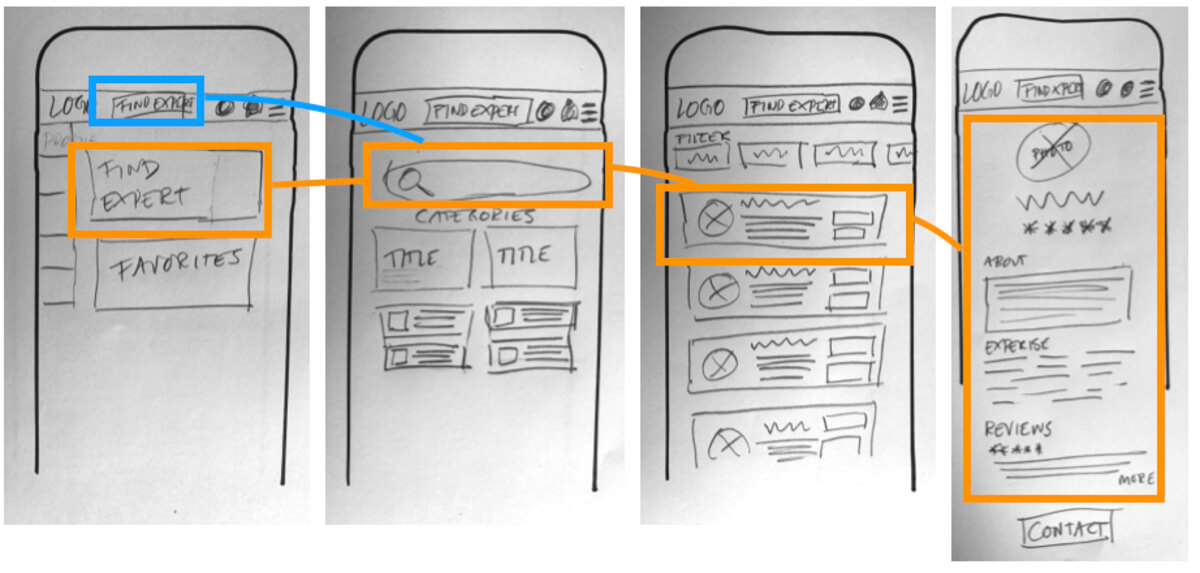 LOGO FIND EXPERT
PROFILE
FIND
EXPERT
FAVORITES
LOGO FIND EXPERT
CATEGORIES
TITLE TITLE
LOGO FIND EXPERT
FILTER
LOGO FIND EXPERT
PHOTO
ABOUT
EXPERISE
REVIEWS
MORE
CONTACT